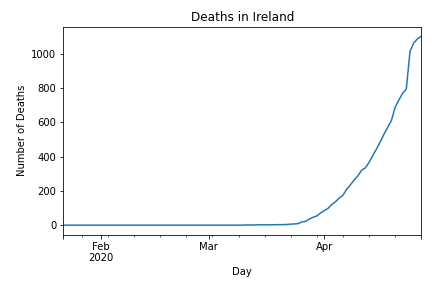 Deaths in Ireland
Number of Deaths
1000
800
600
400
200
0
Feb
2020
Mar
Apr
Day